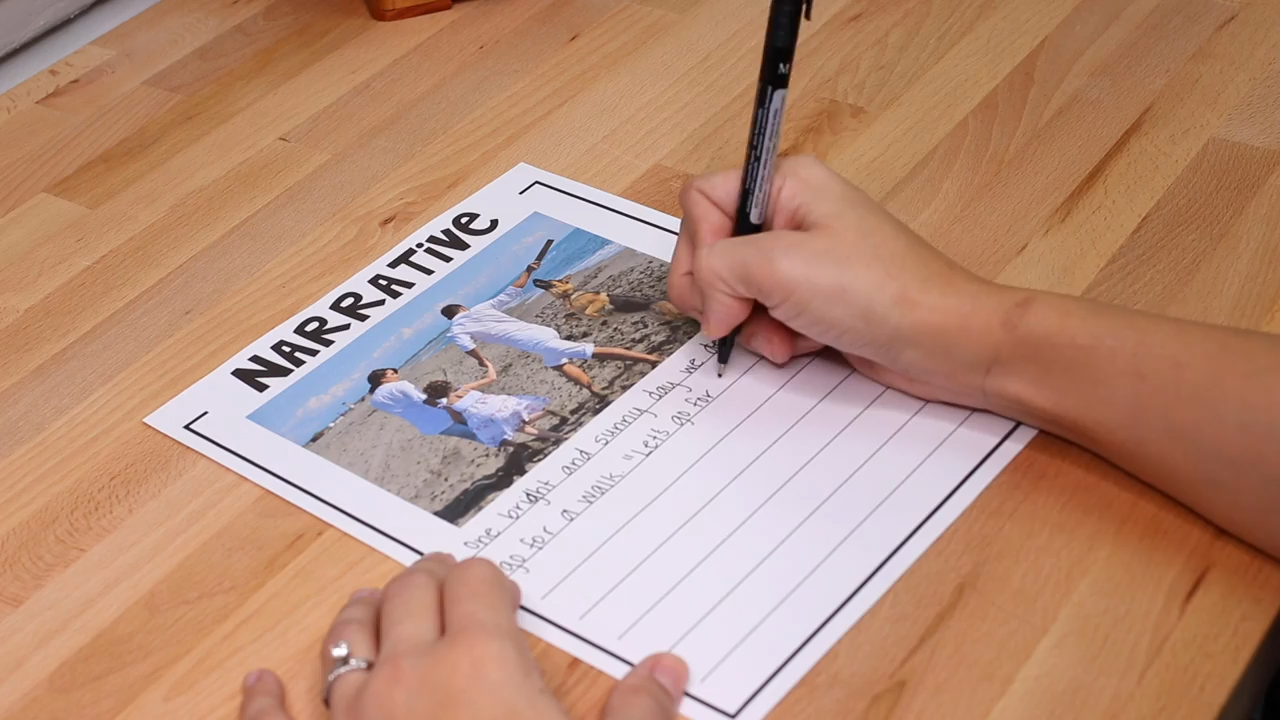 NARRATIVE
One bright and sunny day we
go for a walk. "Let's go for
M